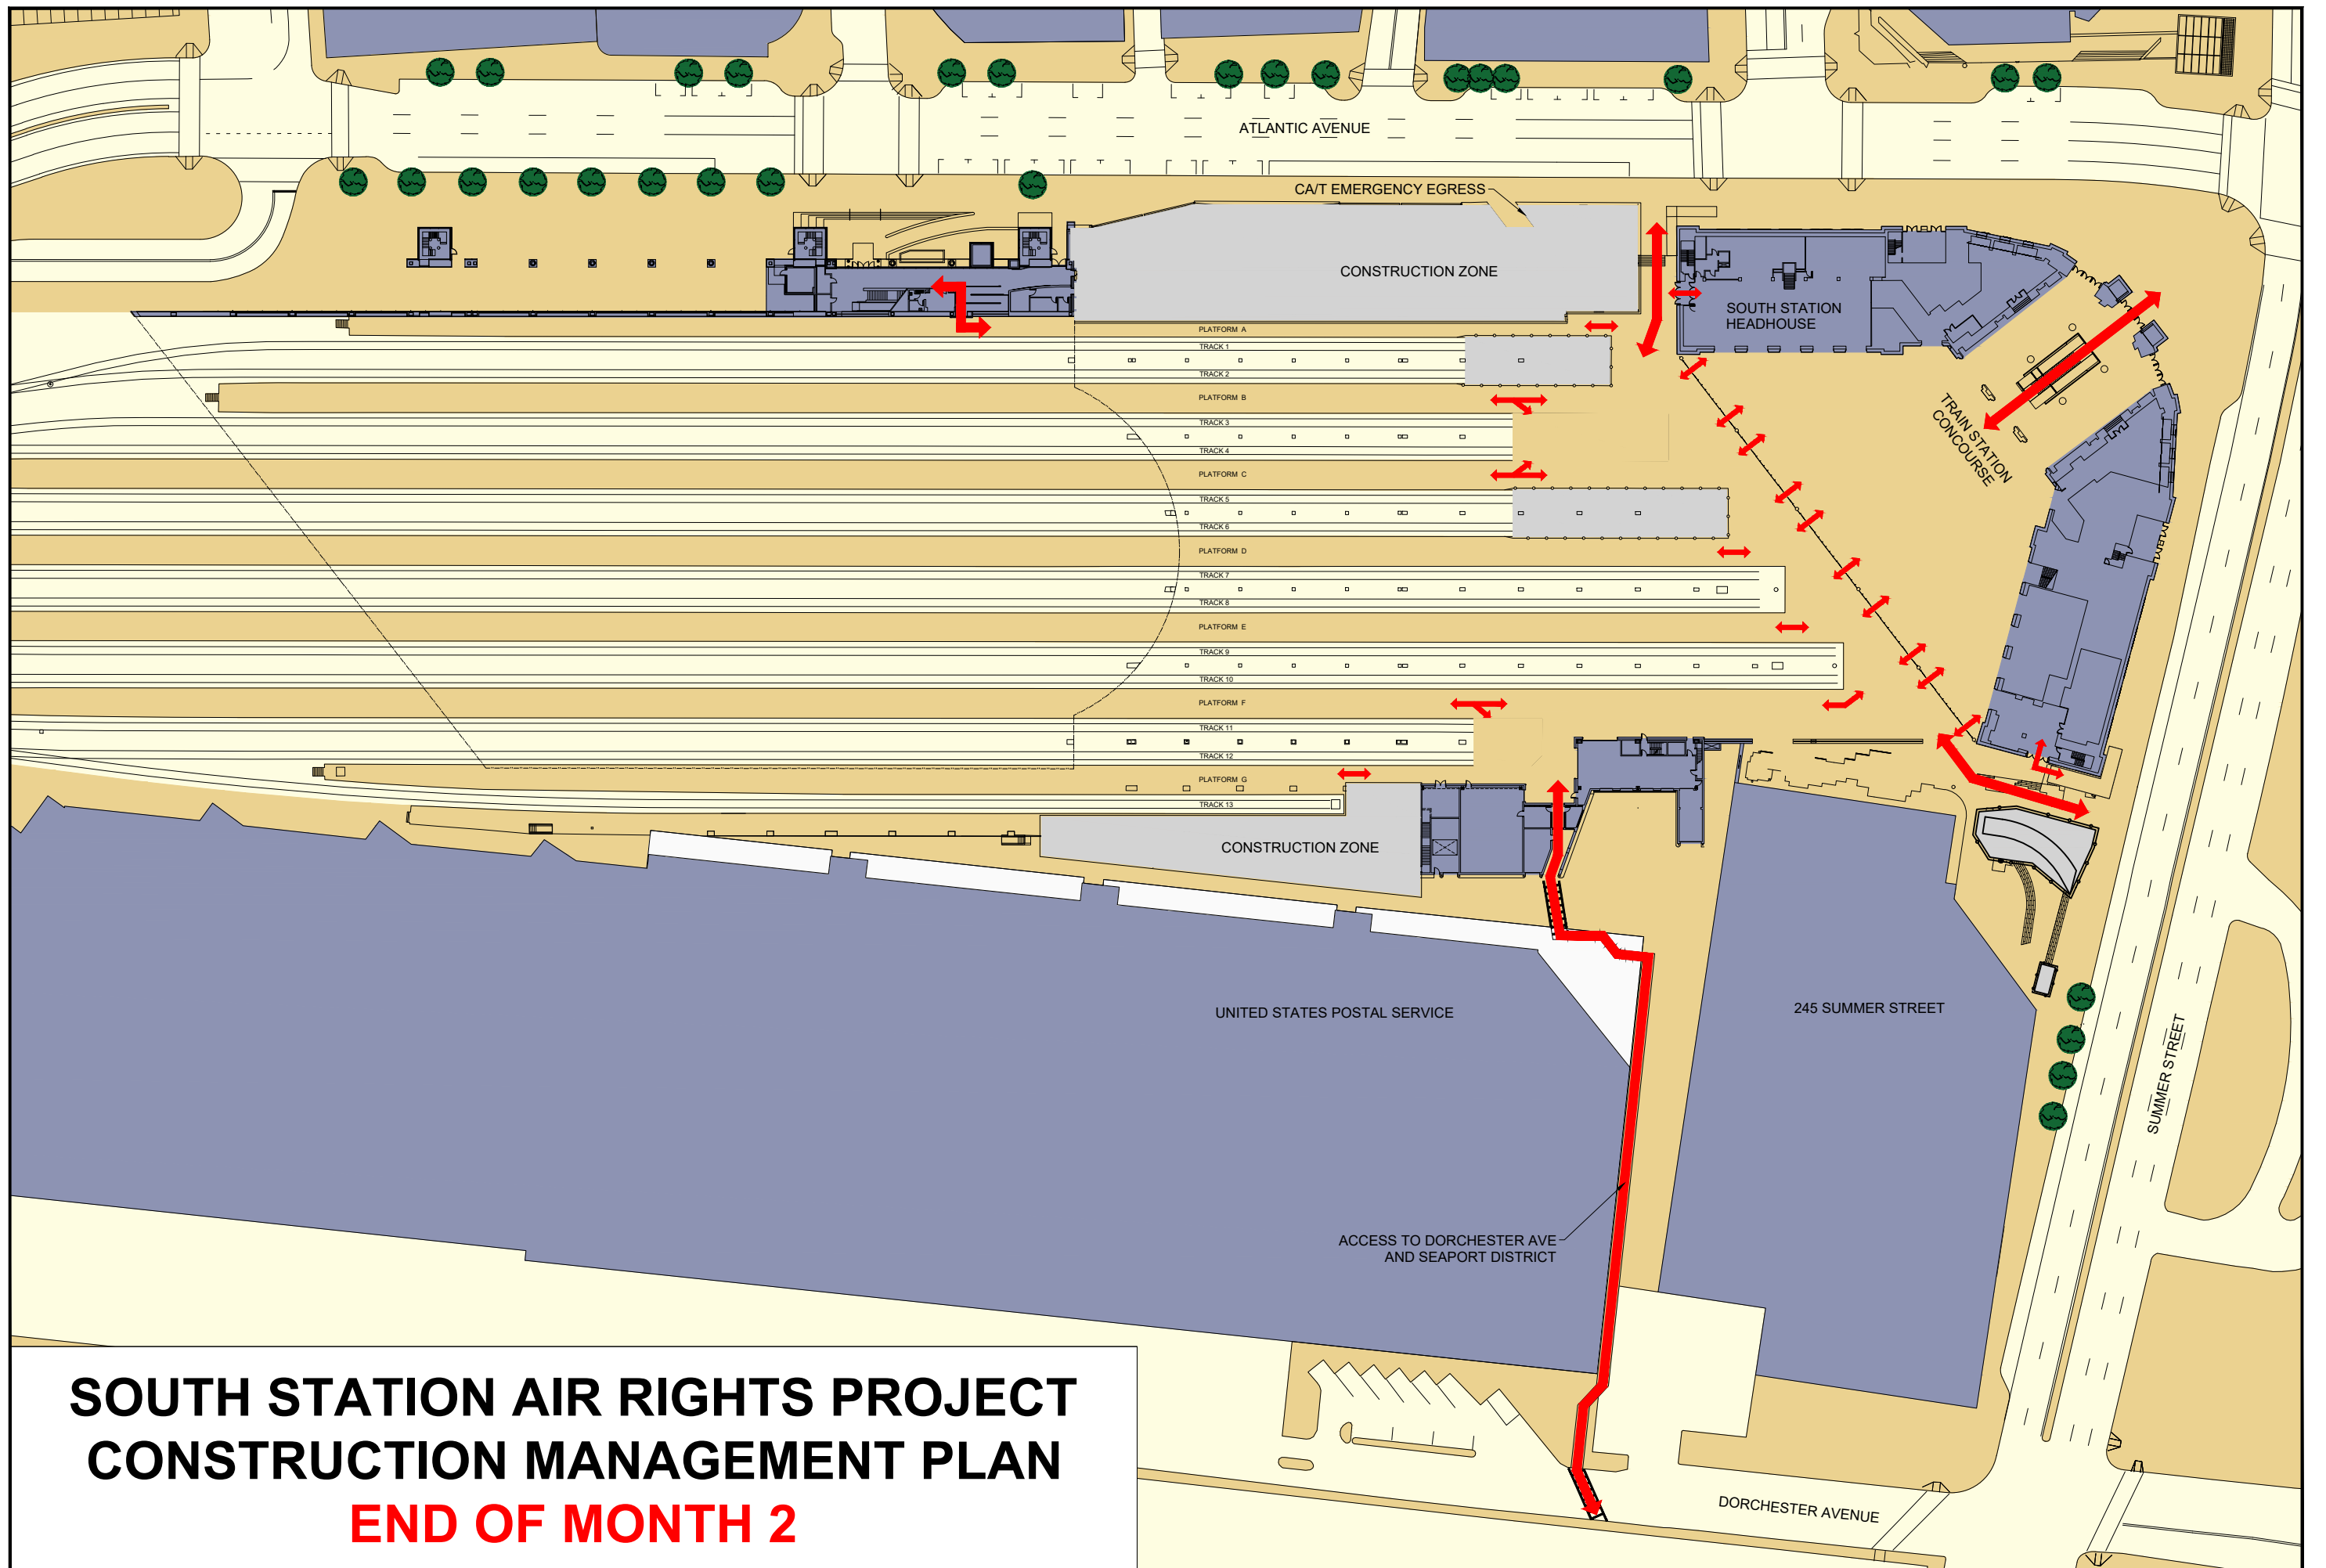 ATLANTIC AVENUE
CA/T EMERGENCY EGRESS
CONSTRUCTION ZONE
SOUTH STATION
HEADHOUSE
PLATFORM A
TRACK 1
TRACK 2
PLATFORM B
TRACK 3
TRACK 4
PLATFORM C
TRACK 5
TRACK 6
PLATFORM D
TRACK 7
TRACK 8
PLATFORM E
TRACK 9
TRACK 10
PLATFORM F
TRACK 11
TRACK 12
PLATFORM G
TRACK 13
TRAIN STATION
CONCOURSE
CONSTRUCTION ZONE
UNITED STATES POSTAL SERVICE
245 SUMMER STREET
SUMMER STREET
ACCESS TO DORCHESTER AVE
AND SEAPORT DISTRICT
DORCHESTER AVENUE
SOUTH STATION AIR RIGHTS PROJECT
CONSTRUCTION MANAGEMENT PLAN
END OF MONTH 2